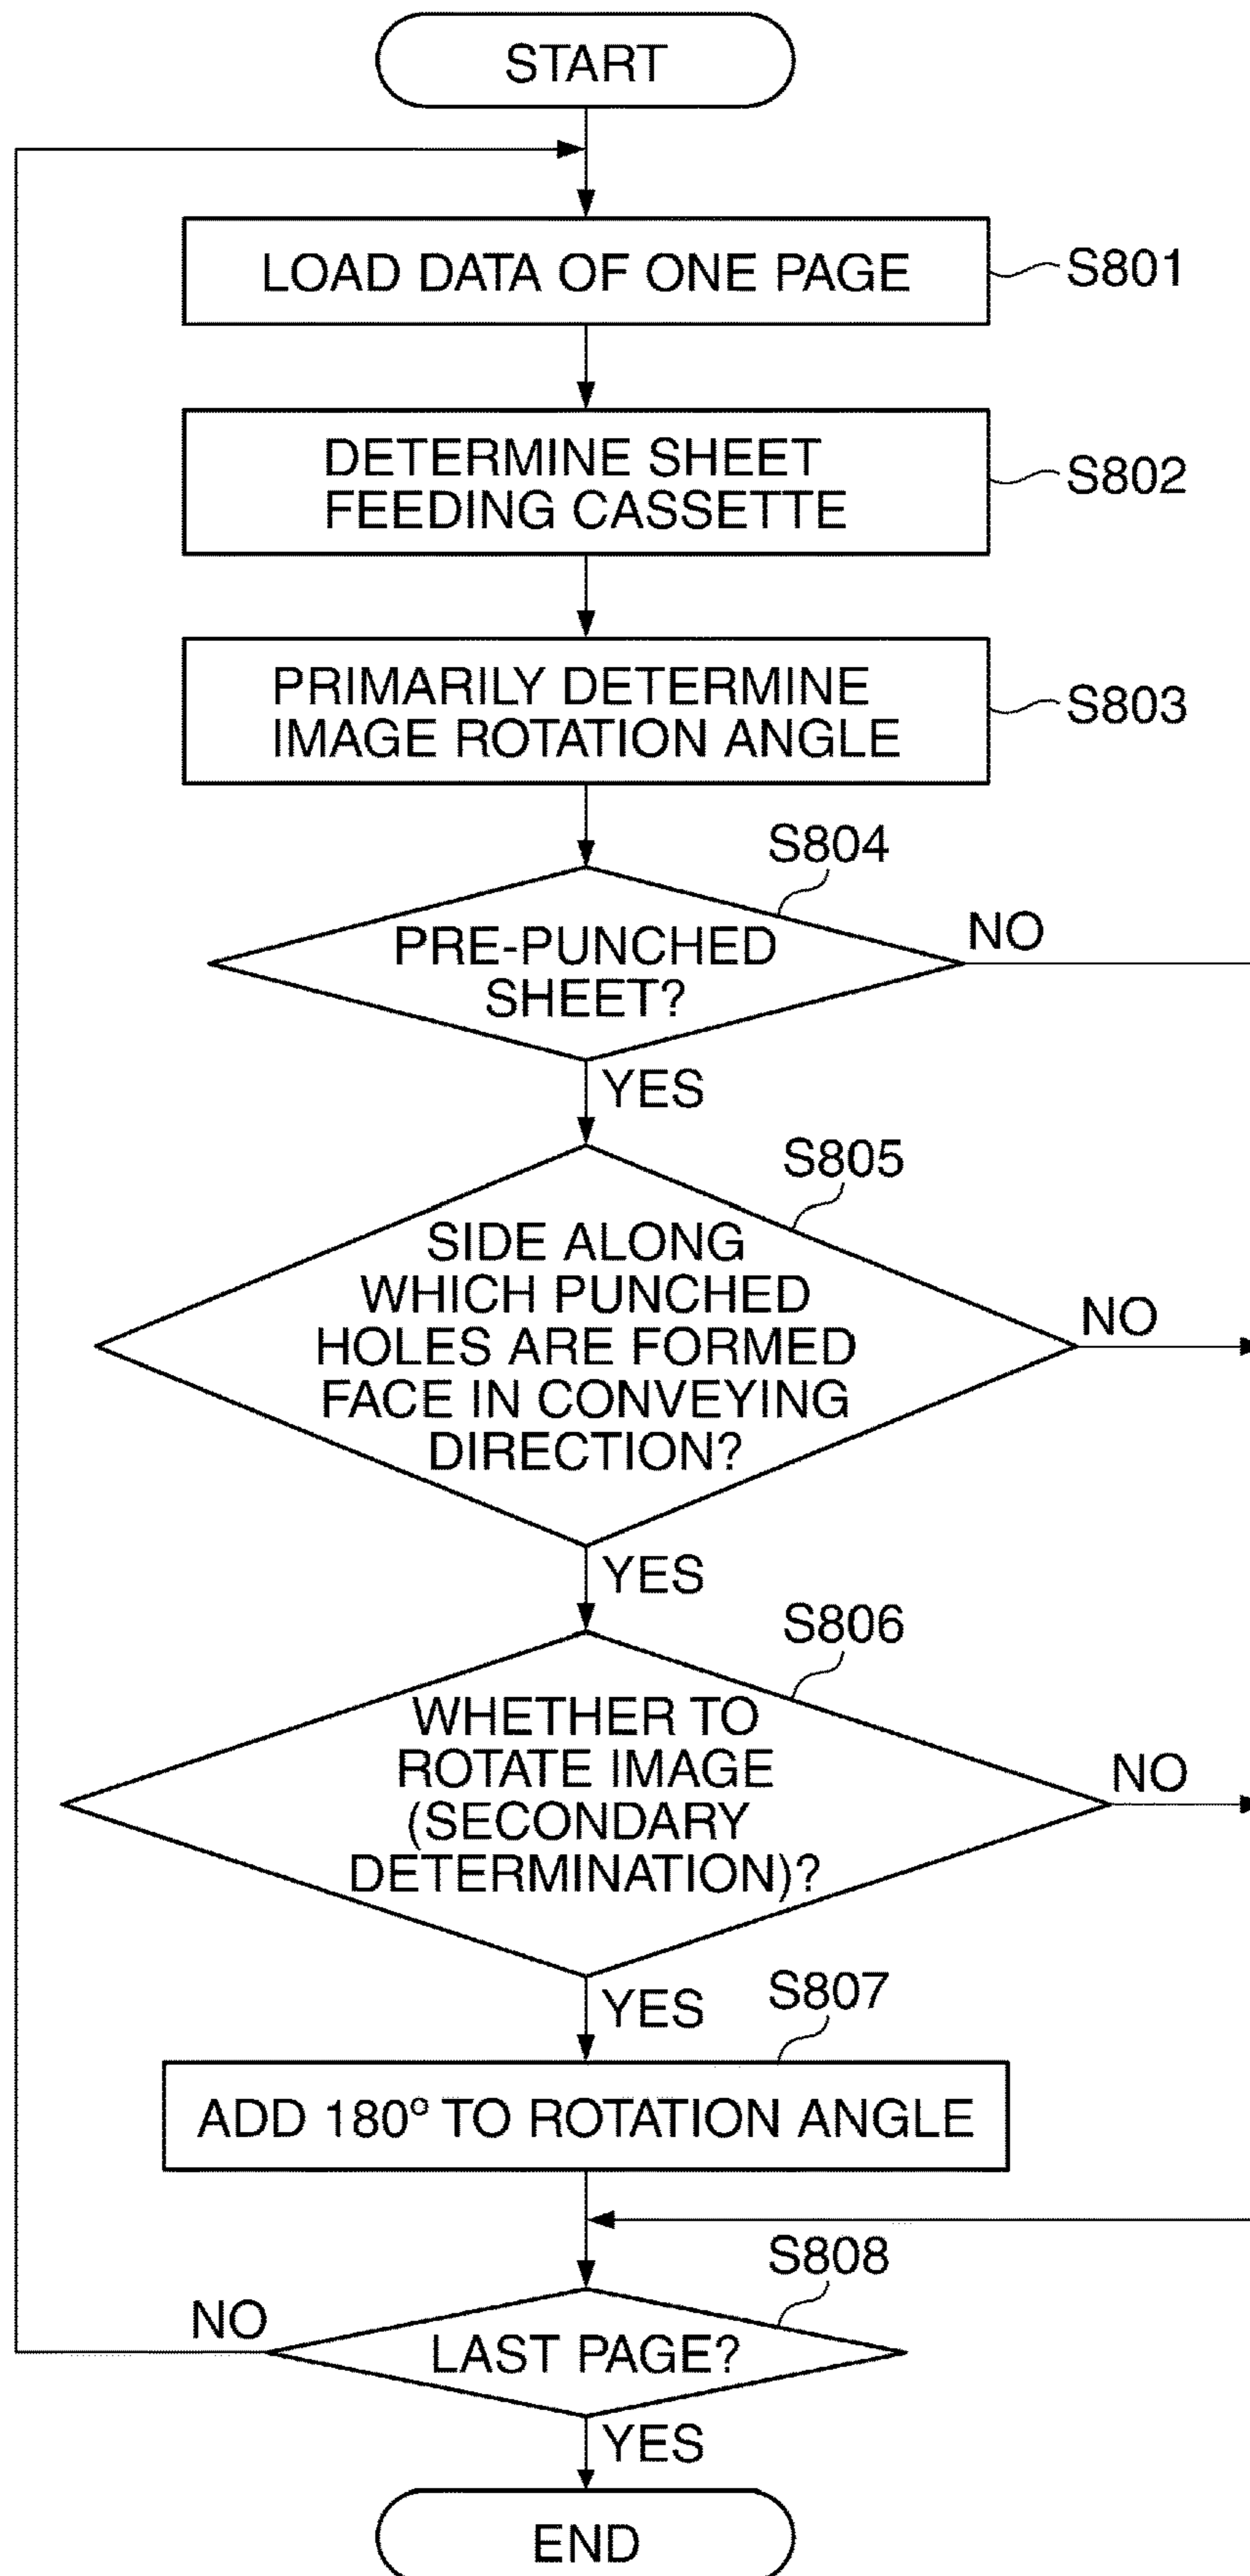 START
LOAD DATA OF ONE PAGE
S801
DETERMINE SHEET
FEEDING CASSETTE
S802
PRIMARILY DETERMINE
IMAGE ROTATION ANGLE
S803
S804
PRE-PUNCHED
SHEET?
NO
YES
S805
SIDE ALONG
WHICH PUNCHED
HOLES ARE FORMED
FACE IN CONVEYING
DIRECTION?
NO
YES
S806
WHETHER TO
ROTATE IMAGE
(SECONDARY
DETERMINATION)?
NO
YES
S807
ADD 180° TO ROTATION ANGLE
S808
LAST PAGE?
NO
YES
END